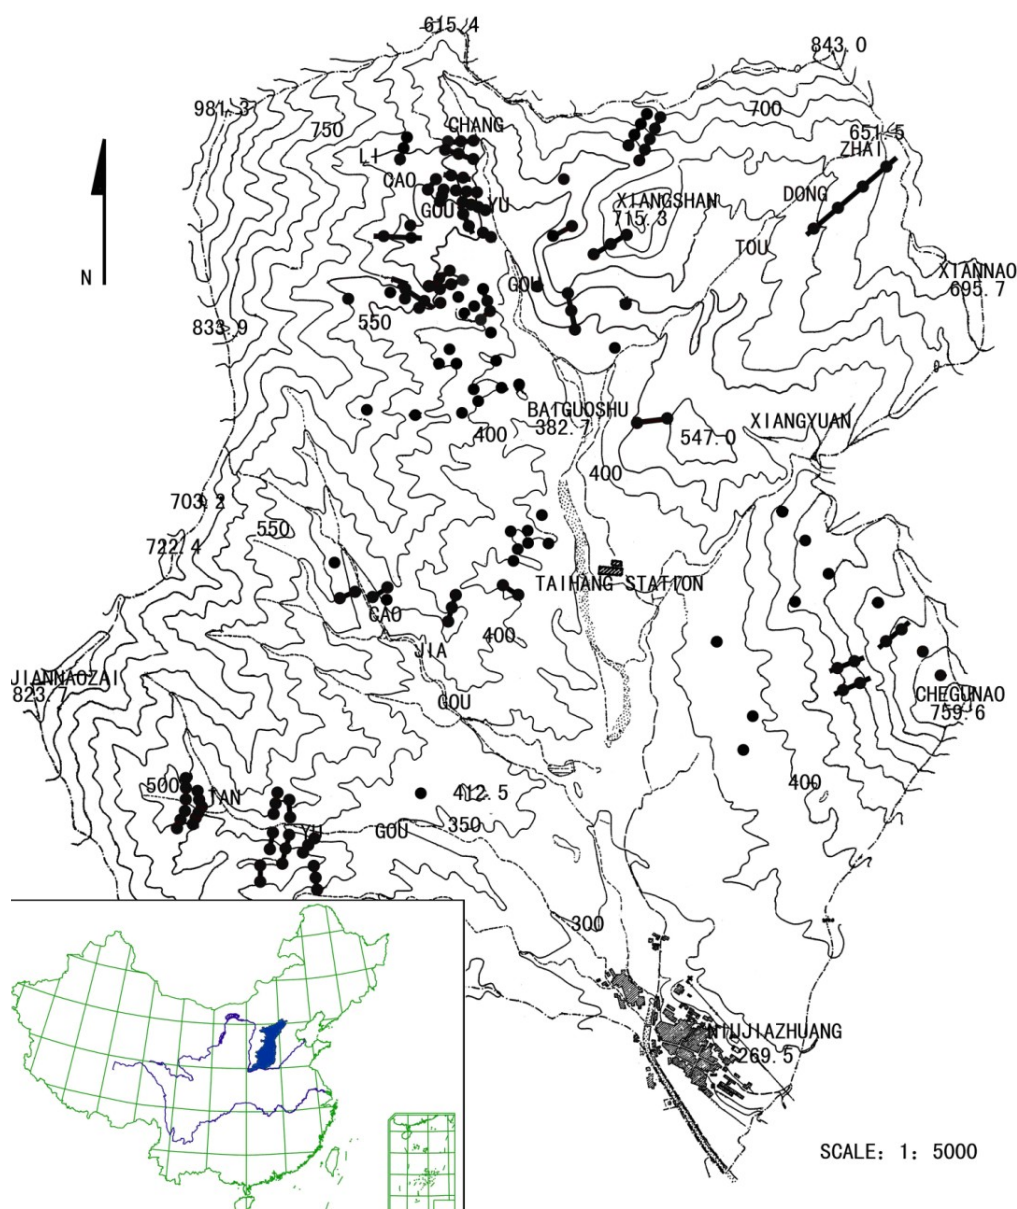 615.4
843.0
981.3
700
750
CHANG
651.5
ZHAI
LI
CAO
DONG
XIANGSHAN
GOU
YU
715.3
TOU
N
XIANNAO
GOU
695.7
550
833.9
BAIGUOSHU
382.7
XIANGYUAN
400
547.0
400
703.2
550
722.4
TAIHANG STATION
CAO
400
JIA
JIANNAOZAI
823.7
GOU
CHEGUNAO
759.6
500
412.5
400
350
YU
GOU
300
NIUJIAZHUANG
269.5
SCALE: 1: 5000